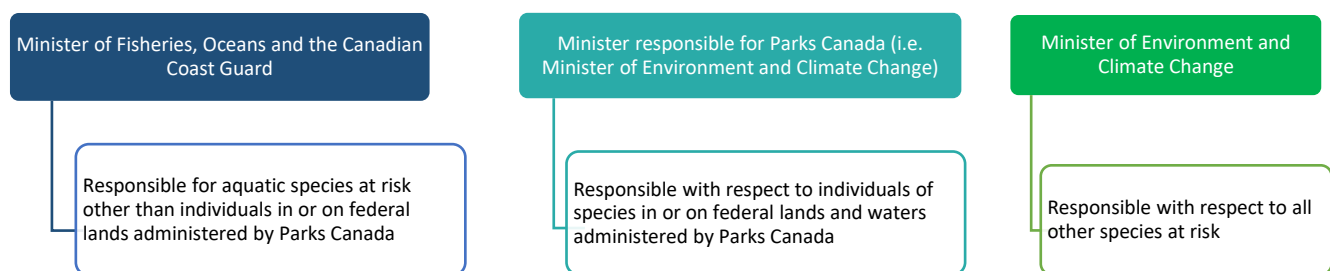 Minister of Fisheries, Oceans and the Canadian
Coast Guard
Responsible for aquatic species at risk
other than individuals in or on federal
lands administered by Parks Canada
Minister responsible for Parks Canada (i.e.
Minister of Environment and Climate Change)
Responsible with respect to individuals of
species in or on federal lands and waters
administered by Parks Canada
Minister of Environment and
Climate Change
Responsible with respect to all
other species at risk